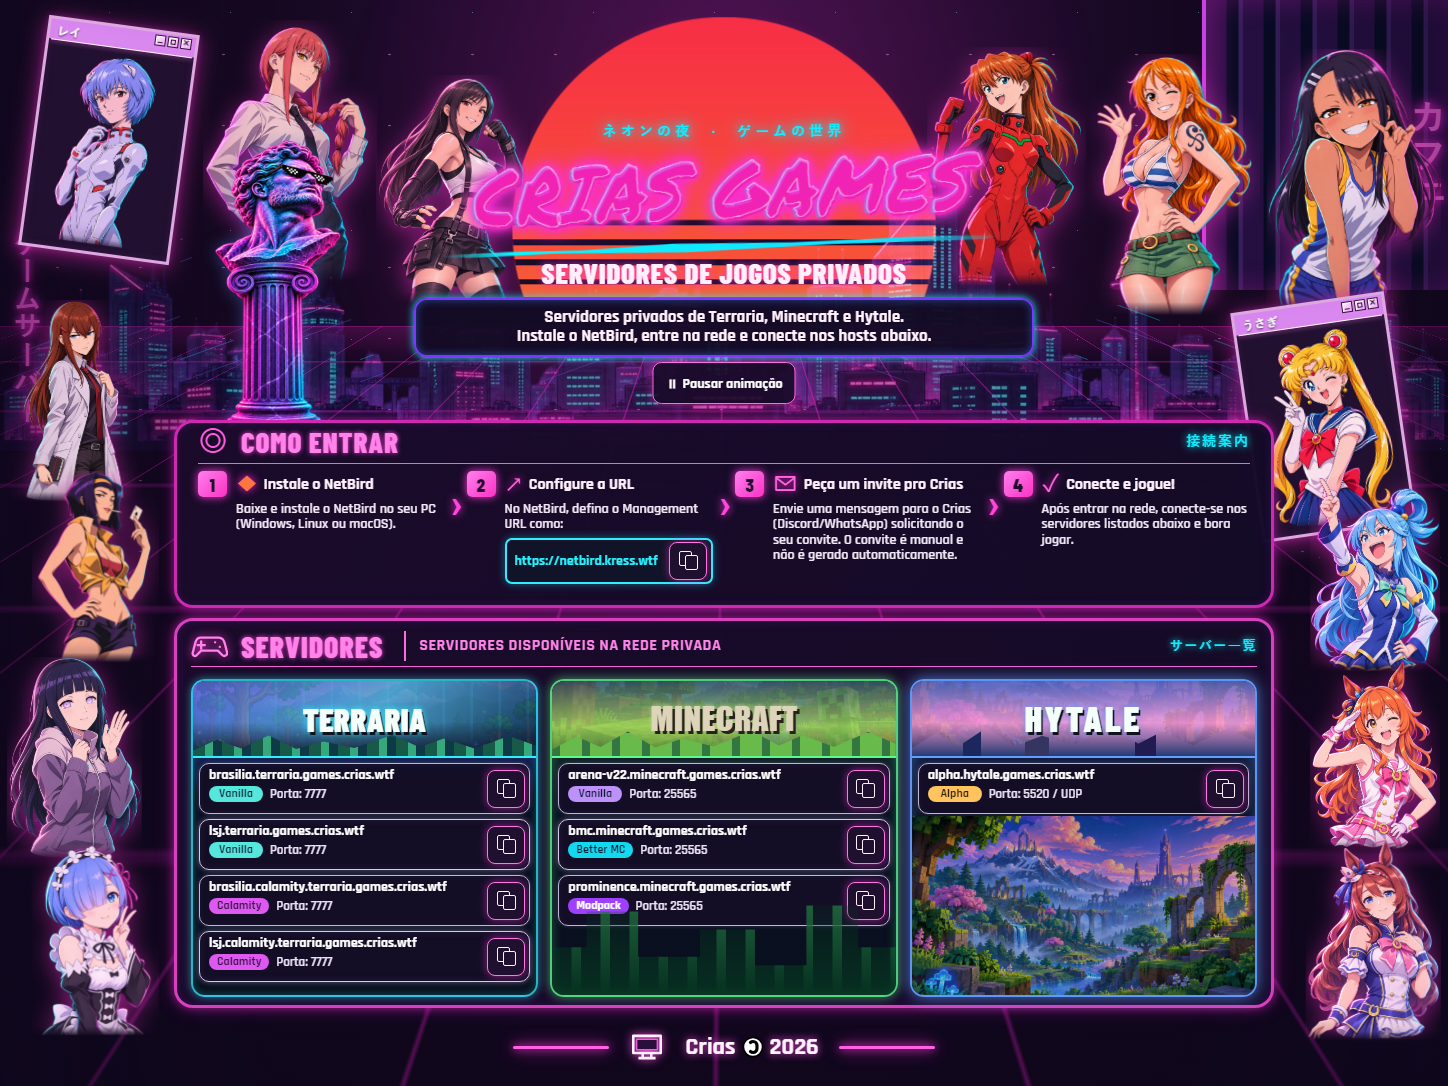 レイ
ネオンの夜 · ゲームの世界
CRIAS GAMES
SERVIDORES DE JOGOS PRIVADOS
Servidores privados de Terraria, Minecraft e Hytale.
Instale o NetBird, entre na rede e conecte nos hosts abaixo.
Pausar animação
うさぎ
COMO ENTRAR
接続案内
1
Instale o NetBird
Baixe e instale o NetBird no seu PC
(Windows, Linux ou macOS).
2
Configure a URL
No NetBird, defina o Management
URL como:
https://netbird.kress.wtf
3
Peça um invite pro Crias
Envie uma mensagem para o Crias
(Discord/WhatsApp) solicitando o
seu convite. O convite é manual e
não é gerado automaticamente.
4
Conecte e jogue!
Após entrar na rede, conecte-se nos
servidores listados abaixo e bora
jogar.
SERVIDORES
SERVIDORES DISPONÍVEIS NA REDE PRIVADA
サーバー一覧
TERRARIA
brasilia.terraria.games.crias.wtf
Vanilla Porta: 7777
lsj.terraria.games.crias.wtf
Vanilla Porta: 7777
brasilia.calamity.terraria.games.crias.wtf
Calamity Porta: 7777
lsj.calamity.terraria.games.crias.wtf
Calamity Porta: 7777
MINECRAFT
arena-v22.minecraft.games.crias.wtf
Vanilla Porta: 25565
bmc.minecraft.games.crias.wtf
Better MC Porta: 25565
prominence.minecraft.games.crias.wtf
Modpack Porta: 25565
HYTALE
alpha.hytale.games.crias.wtf
Alpha Porta: 5520 / UDP
Crias 2026